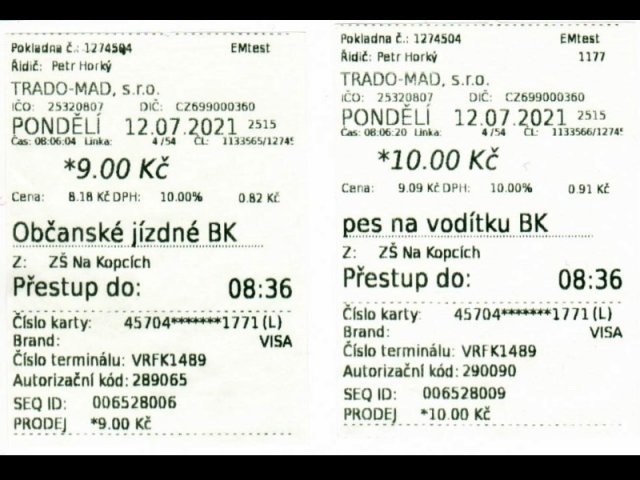 Pokladna č.: 1274504 EMtest
Řidič: Petr Horký
TRADO-MAD, s.r.o.
IČO: 25320807 DIČ: CZ699000360
PONDĚLÍ 12.07.2021 2515
Čas: 08:06:04 Linka: 4/54 ČL: 1133565/1274
*9.00 Kč
Cena: 8.18 Kč DPH: 10.00% 0.82 Kč
Občanské jízdné BK
Z: ZŠ Na Kopcích
Přestup do: 08:36
Číslo karty: 45704*******1771(L)
Brand: VISA
Číslo terminálu: VRFK1489
Autorizační kód: 289065
SEQ ID: 006528006
PRODEJ *9.00 Kč
Pokladna č.: 1274504 EMtest
Řidič: Petr Horký 1177
TRADO-MAD, s.r.o.
IČO: 25320807 DIČ: CZ699000360
PONDĚLÍ 12.07.2021 2515
Čas: 08:06:20 Linka: 4/54 ČL: 1133566/1274
*10.00 Kč
Cena: 9.09 Kč DPH: 10.00% 0.91 Kč
pes na vodítku BK
Z: ZŠ Na Kopcích
Přestup do: 08:36
Číslo karty: 45704*******1771(L)
Brand: VISA
Číslo terminálu: VRFK1489
Autorizační kód: 290090
SEQ ID: 006528009
PRODEJ *10.00 Kč